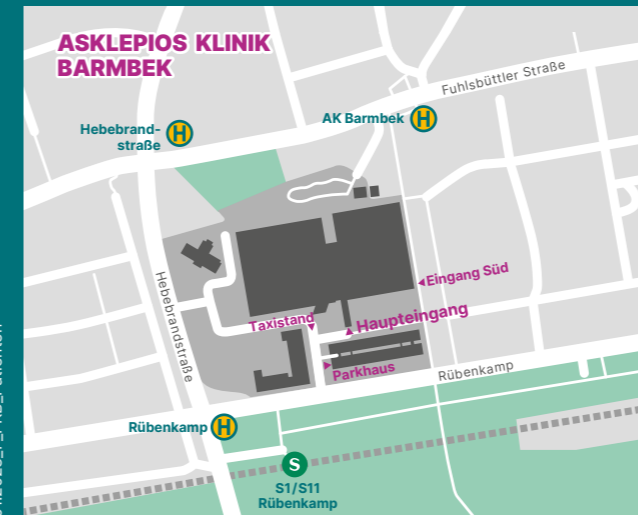 ASKLEPIOS KLINIK
BARMBEK
Fuhlsbüttler Straße
AK Barmbek H
Hebebrand-
straße H
Hebebrandstraße
Eingang Süd
Taxistand
Haupteingang
Parkhaus
Rübenkamp
Rübenkamp H
S
S1/S11
Rübenkamp